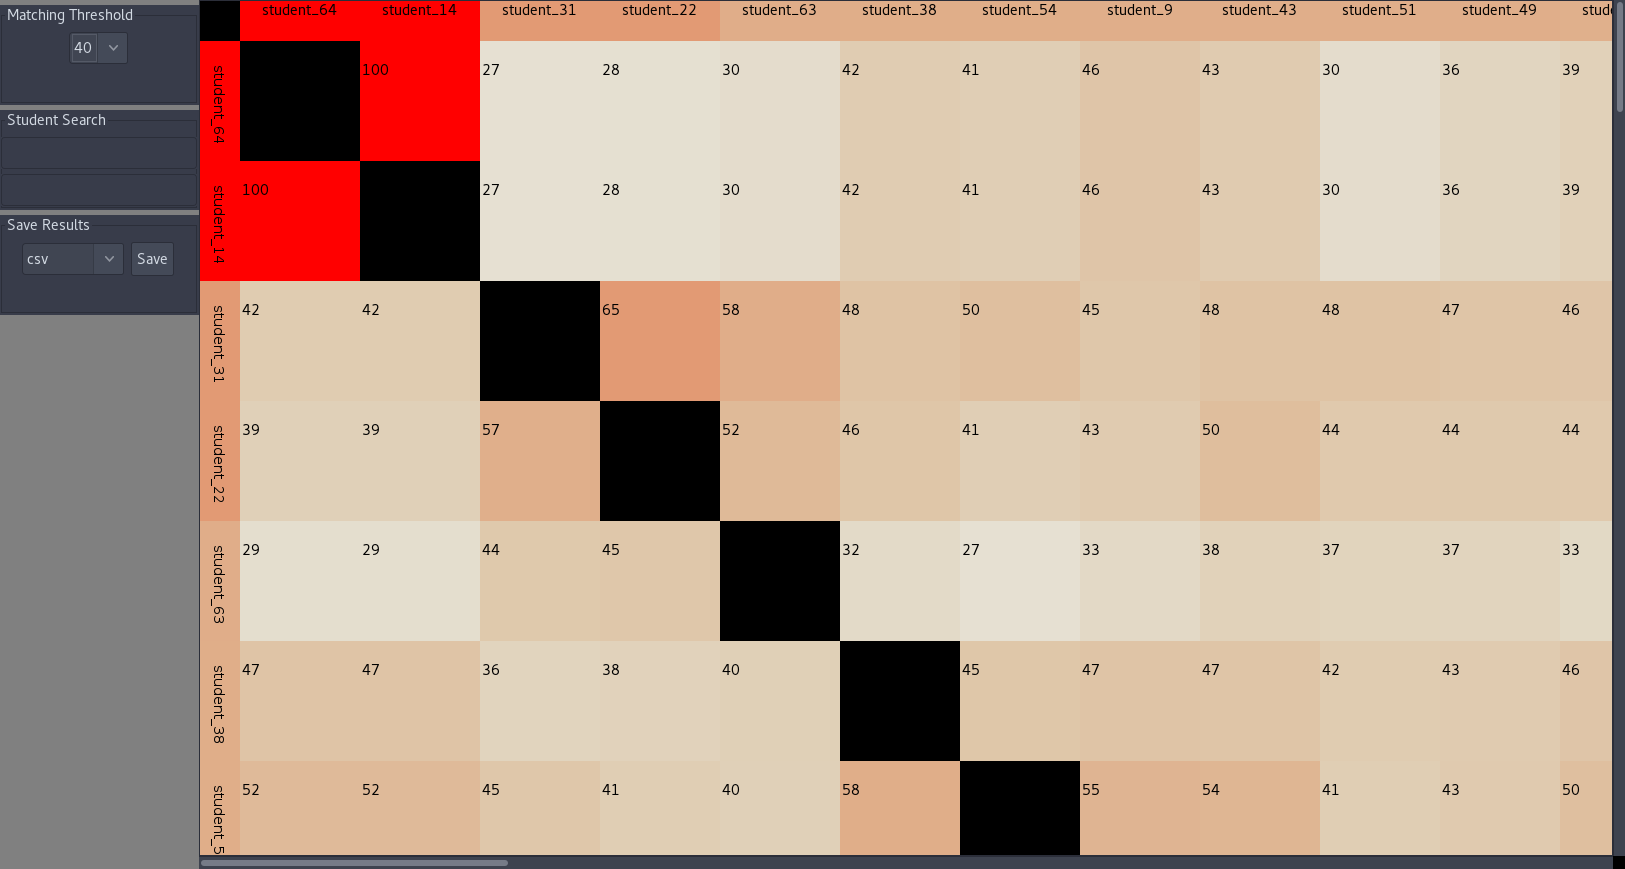 Matching Threshold
40
Student Search
Save Results
csv Save
student_64 student_14 student_31 student_22 student_63 student_38 student_54 student_9 student_43 student_51 student_49 stud
student_64 100 27 28 30 42 41 46 43 30 36 39
student_14 100 27 28 30 42 41 46 43 30 36 39
student_31 42 42 65 58 48 50 45 48 48 47 46
student_22 39 39 57 52 46 41 43 50 44 44 44
student_63 29 29 44 45 32 27 33 38 37 37 33
student_38 47 47 36 38 40 45 47 47 42 43 46
student_5 52 52 45 41 40 58 55 54 41 43 50